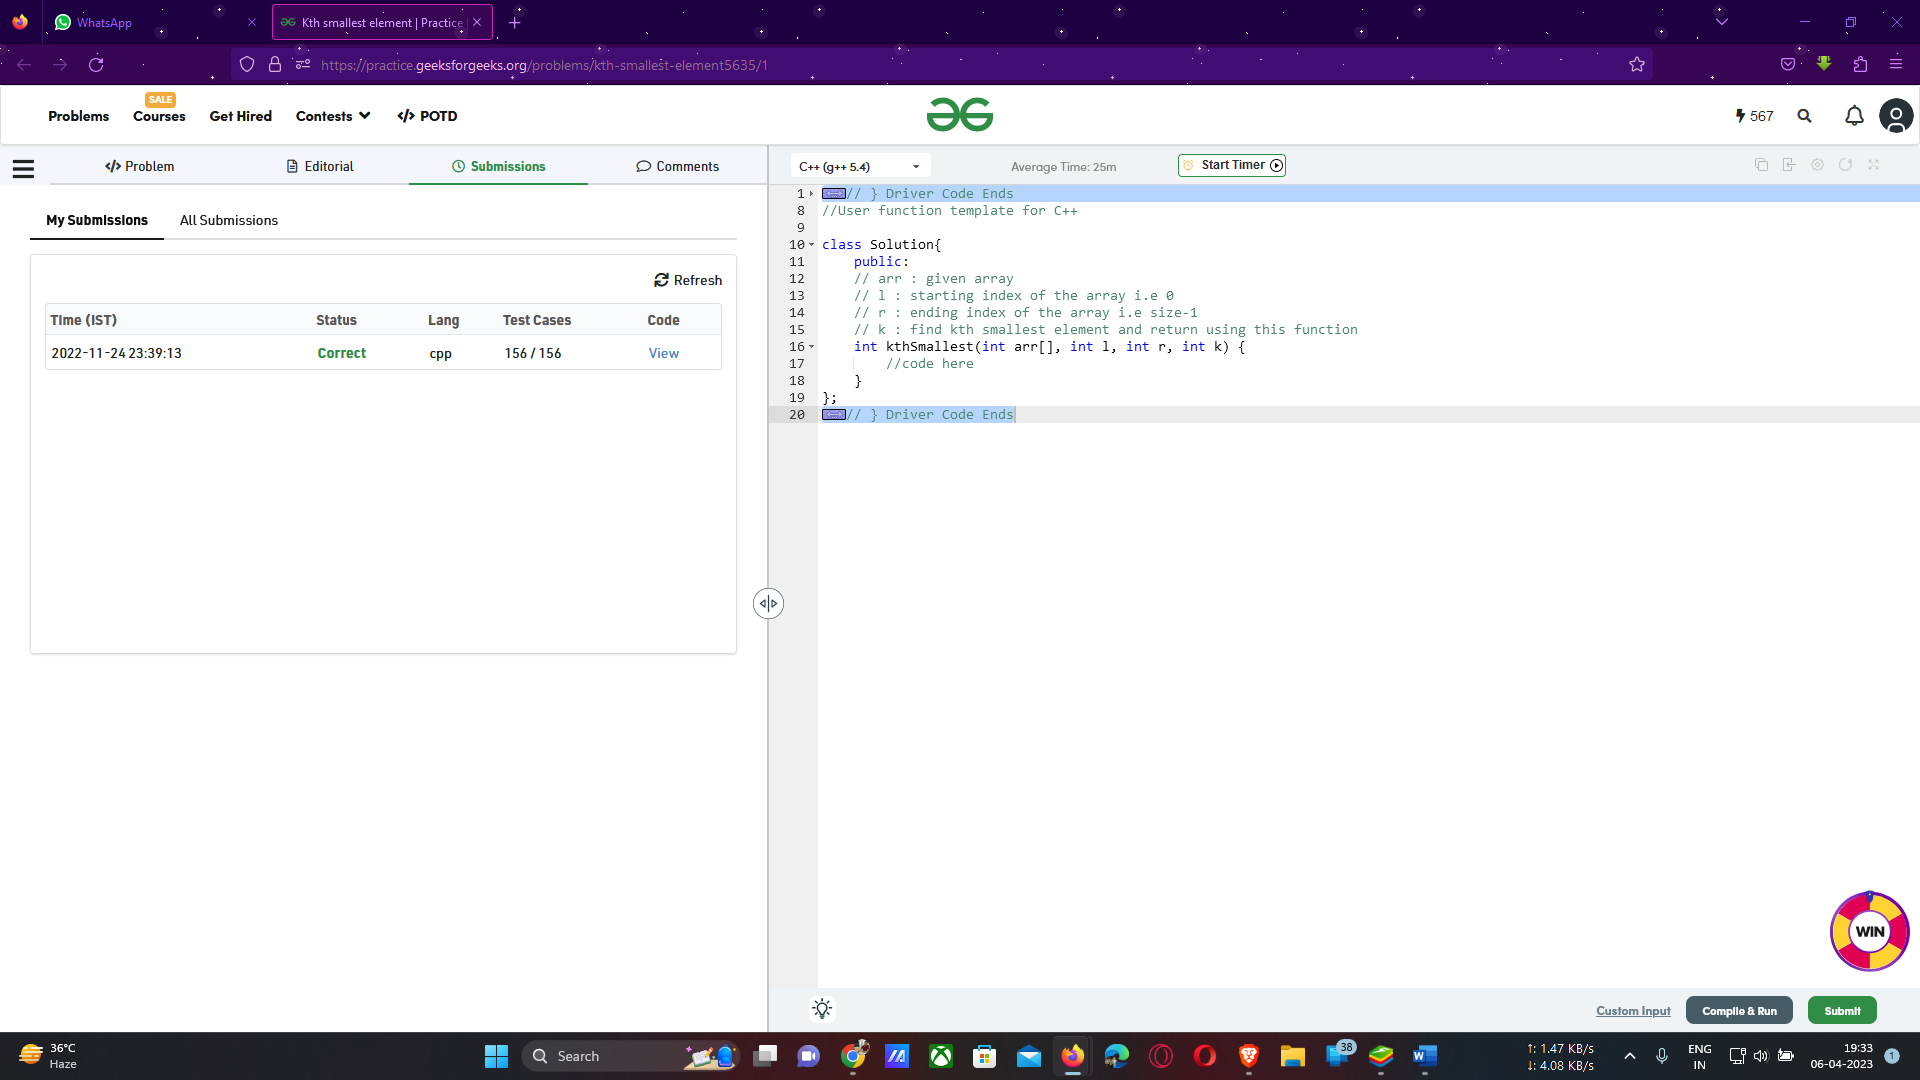 WhatsApp
Kth smallest element | Practice
https://practice.geeksforgeeks.org/problems/kth-smallest-element5635/1
SALE
Problems Courses Get Hired Contests </> POTD
567
</> Problem Editorial Submissions Comments
C++ (g++ 5.4) Average Time: 25m Start Timer
My Submissions All Submissions
Refresh
Time (IST) Status Lang Test Cases Code
2022-11-24 23:39:13 Correct cpp 156 / 156 View
1 // } Driver Code Ends
8 //User function template for C++
9
10 class Solution{
11 public:
12 // arr : given array
13 // l : starting index of the array i.e 0
14 // r : ending index of the array i.e size-1
15 // k : find kth smallest element and return using this function
16 int kthSmallest(int arr[], int l, int r, int k) {
17 //code here
18 }
19 };
20 // } Driver Code Ends
WIN
Custom Input Compile & Run Submit
36°C
Haze
Search
38
W
↑: 1.47 KB/s
↓: 4.08 KB/s
ENG
IN
19:33
06-04-2023
1